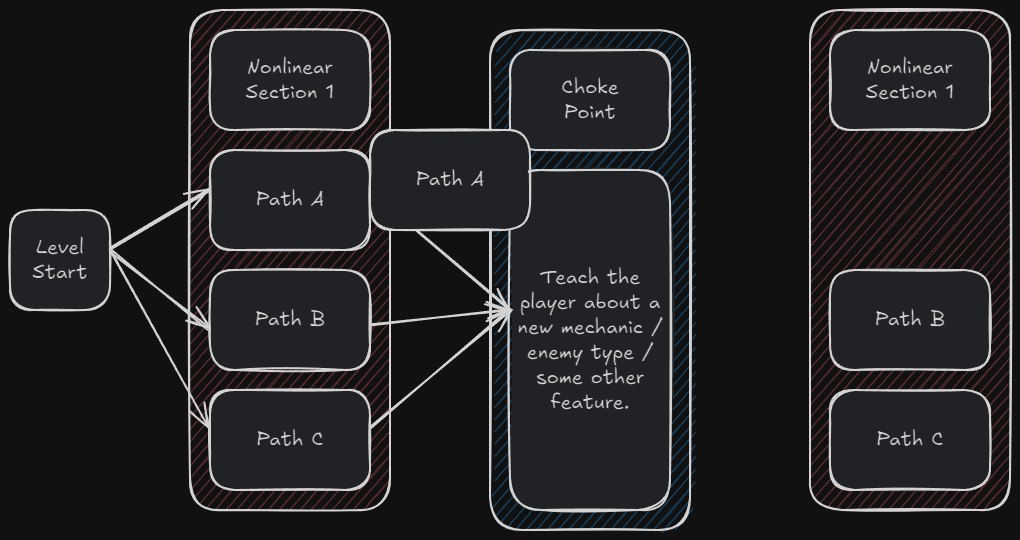 Level
Start
Nonlinear
Section 1
Path A
Path B
Path C
Path A
Choke
Point
Teach the
player about a
new mechanic /
enemy type /
some other
feature.
Nonlinear
Section 1
Path B
Path C